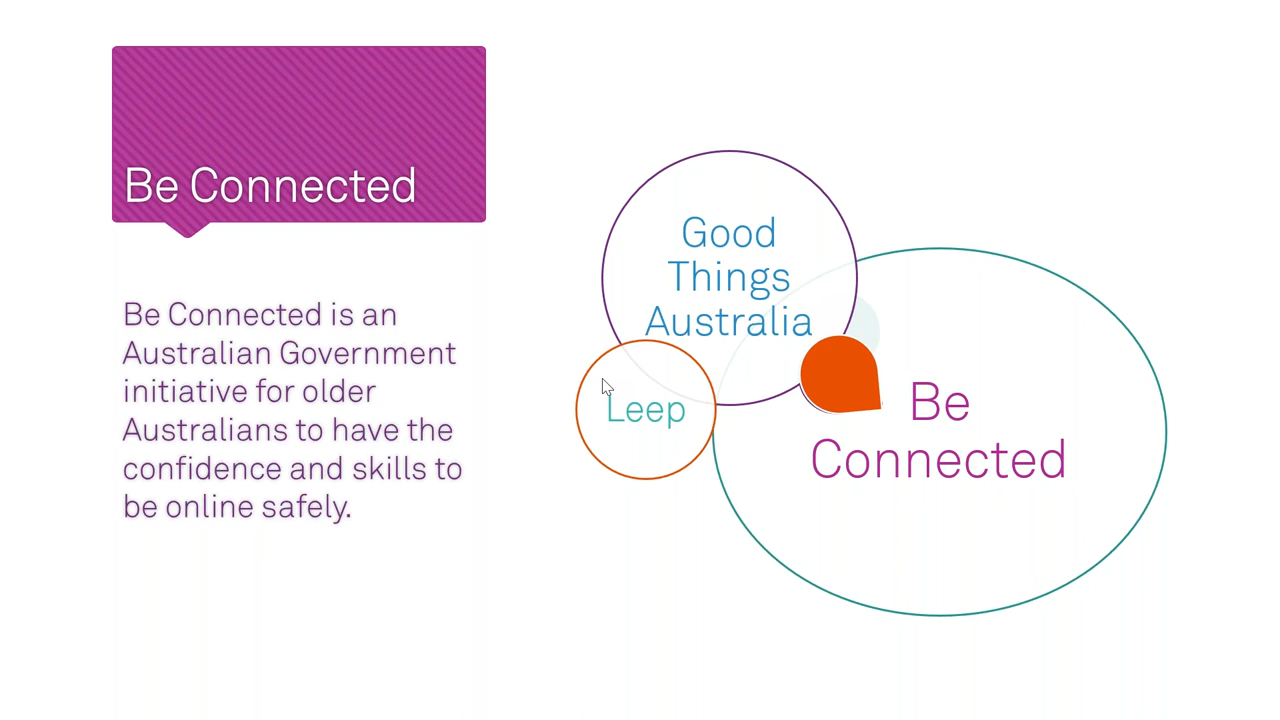 Be Connected
Be Connected is an
Australian Government
initiative for older
Australians to have the
confidence and skills to
be online safely.
Good
Things
Australia
Leep
Be
Connected